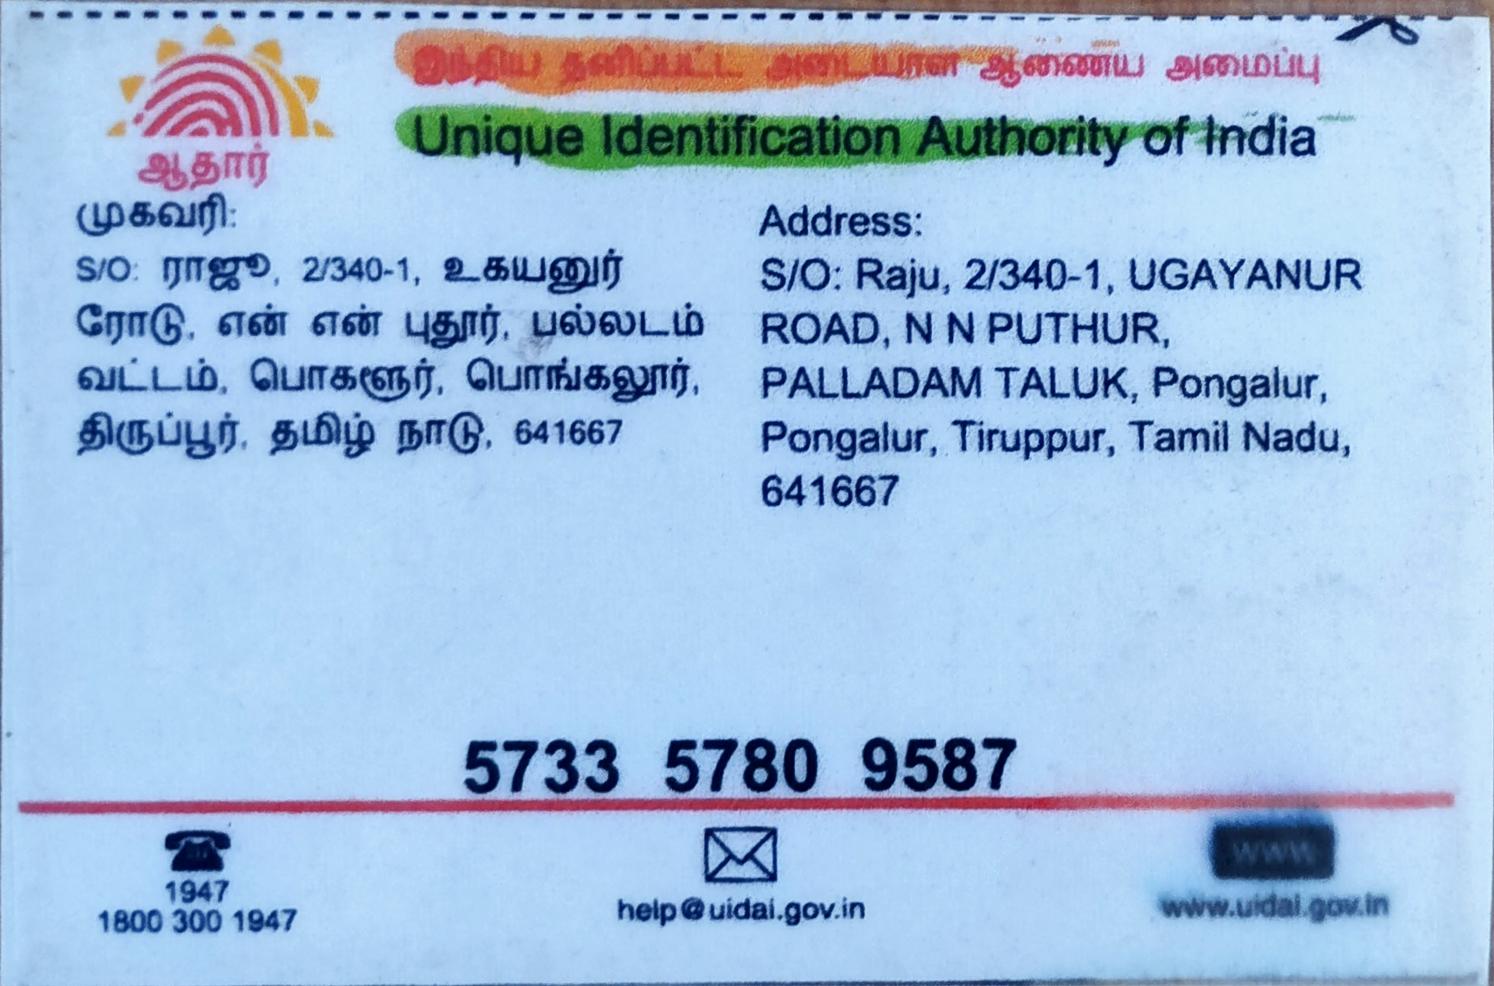 இந்திய தனிப்பட்ட அடையாள ஆணைய அமைப்பு
Unique Identification Authority of India
ஆதார்
முகவரி:
S/O: ராஜூ, 2/340-1, உகயனுர்
ரோடு, என் என் புதூர், பல்லடம்
வட்டம், பொகளூர், பொங்கலூர்,
திருப்பூர், தமிழ் நாடு, 641667
Address:
S/O: Raju, 2/340-1, UGAYANUR
ROAD, N N PUTHUR,
PALLADAM TALUK, Pongalur,
Pongalur, Tiruppur, Tamil Nadu,
641667
5733 5780 9587
1947
1800 300 1947
help@uidai.gov.in
www
www.uidai.gov.in